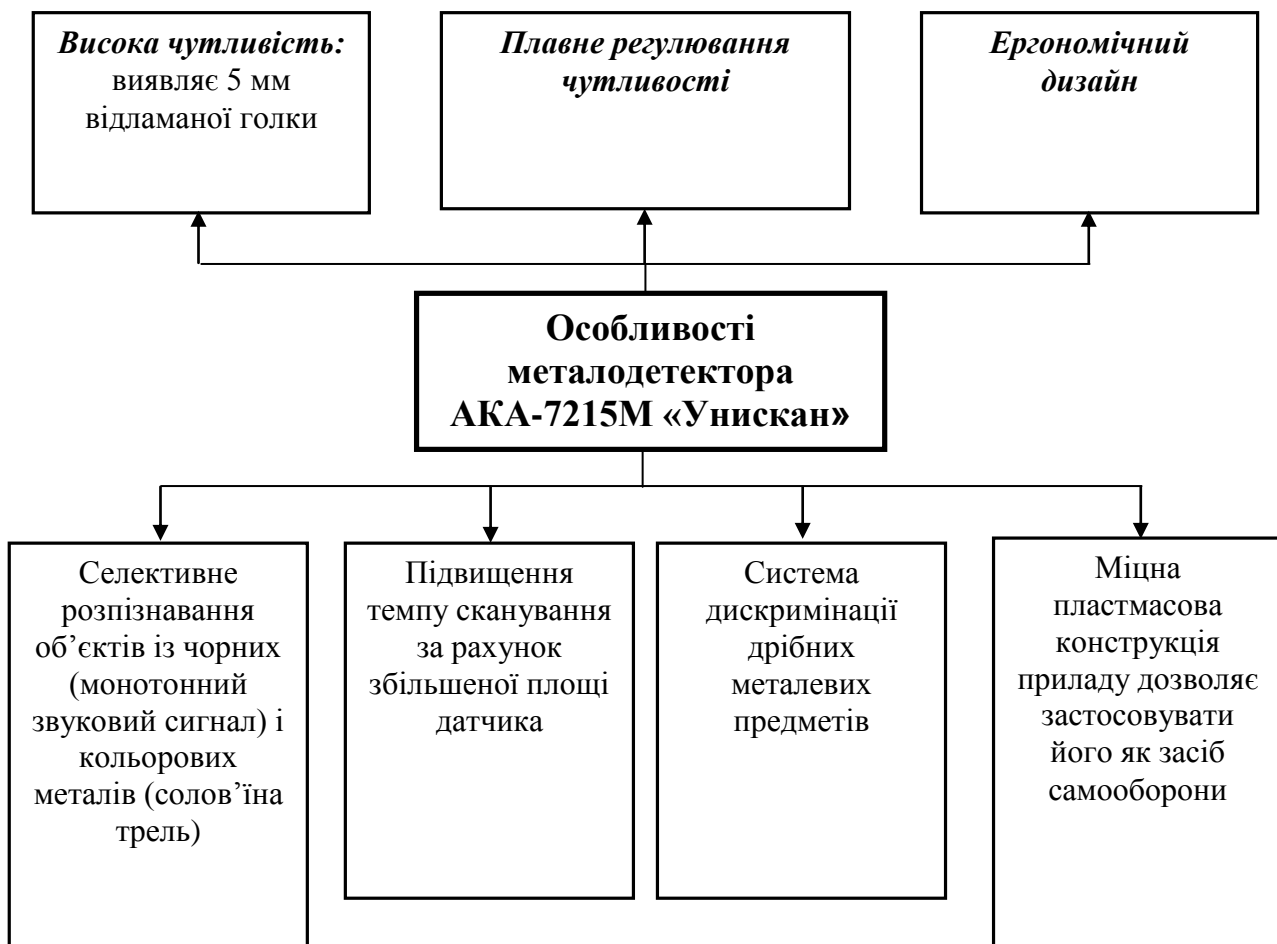 Висока чутливість:
виявляє 5 мм
відламаної голки
Плавне регулювання
чутливості
Ергономічний
дизайн
Особливості
металодетектора
АКА-7215М «Унискан»
Селективне
розпізнавання
об’єктів із чорних
(монотонний
звуковий сигнал) і
кольорових
металів (солов’їна
трель)
Підвищення
темпу сканування
за рахунок
збільшеної площі
датчика
Система
дискримінації
дрібних
металевих
предметів
Міцна
пластмасова
конструкція
приладу дозволяє
застосовувати
його як засіб
самооборони